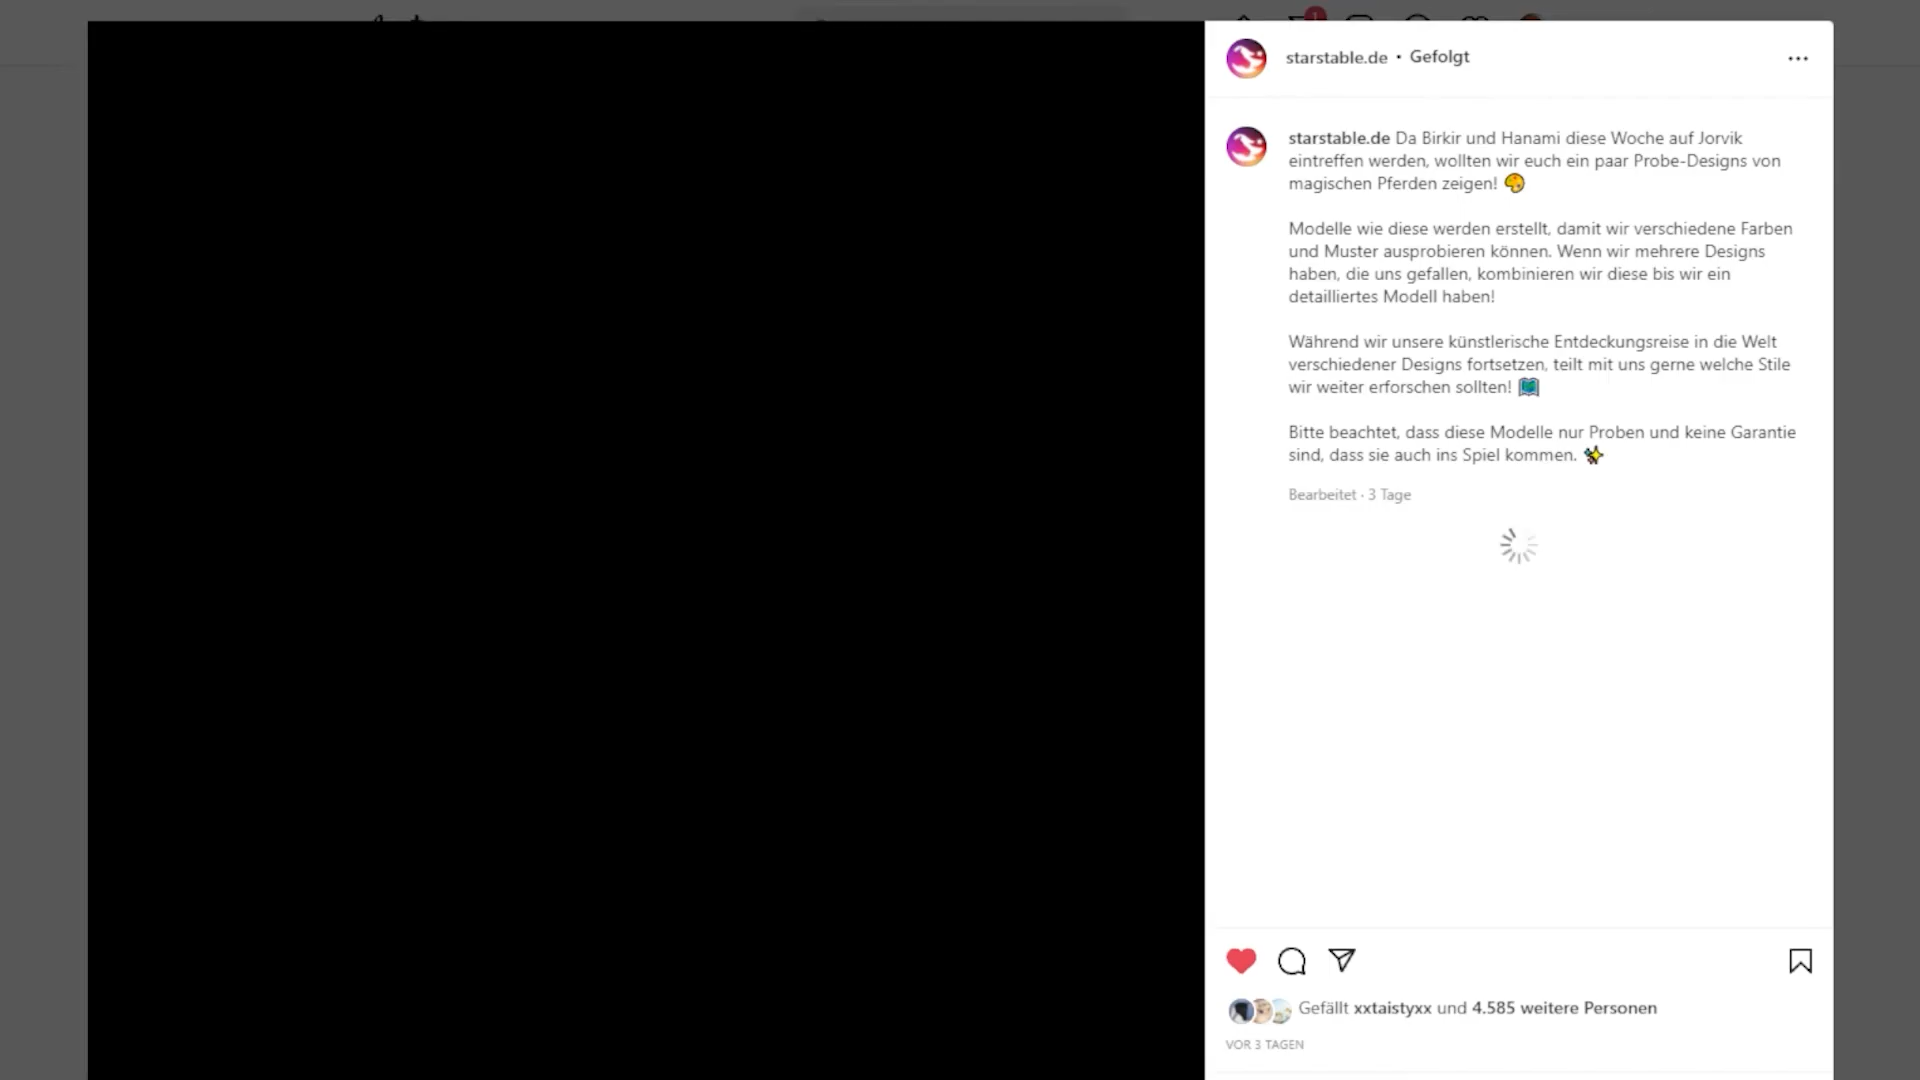 1
starstable.de • Gefolgt
starstable.de Da Birkir und Hanami diese Woche auf Jorvik
eintreffen werden, wollten wir euch ein paar Probe-Designs von
magischen Pferden zeigen! 🎨
Modelle wie diese werden erstellt, damit wir verschiedene Farben
und Muster ausprobieren können. Wenn wir mehrere Designs
haben, die uns gefallen, kombinieren wir diese bis wir ein
detailliertes Modell haben!
Während wir unsere künstlerische Entdeckungsreise in die Welt
verschiedener Designs fortsetzen, teilt mit uns gerne welche Stile
wir weiter erforschen sollten! 🗺️
Bitte beachtet, dass diese Modelle nur Proben und keine Garantie
sind, dass sie auch ins Spiel kommen. ✨
Bearbeitet · 3 Tage
Gefällt xxtaistyxx und 4.585 weitere Personen
VOR 3 TAGEN